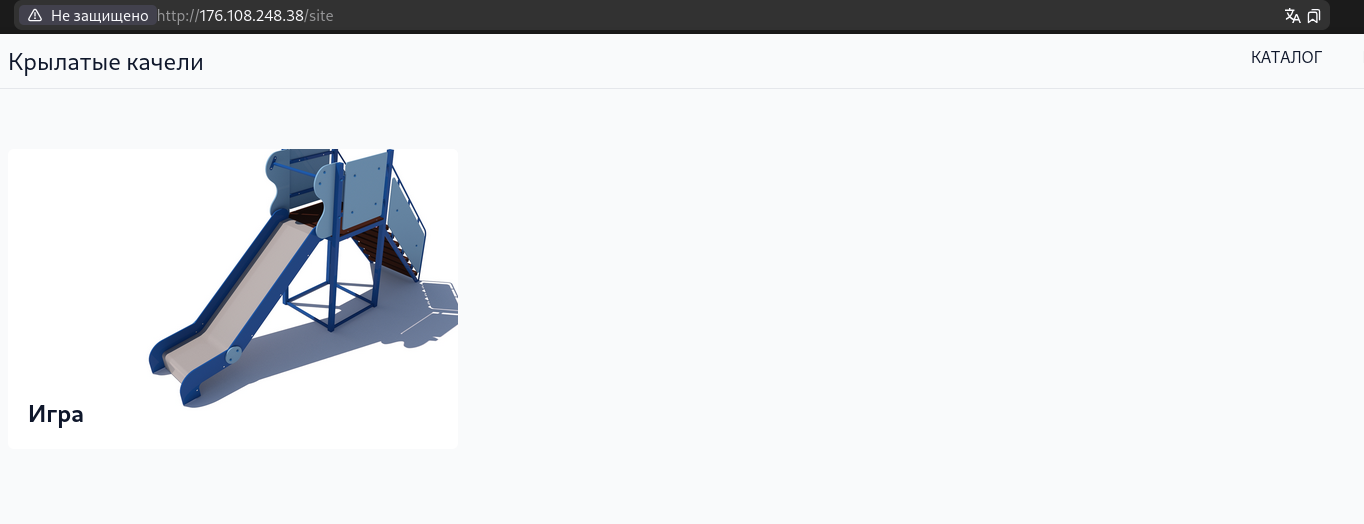 Не защищено http://176.108.248.38/site
Крылатые качели
КАТАЛОГ
Игра